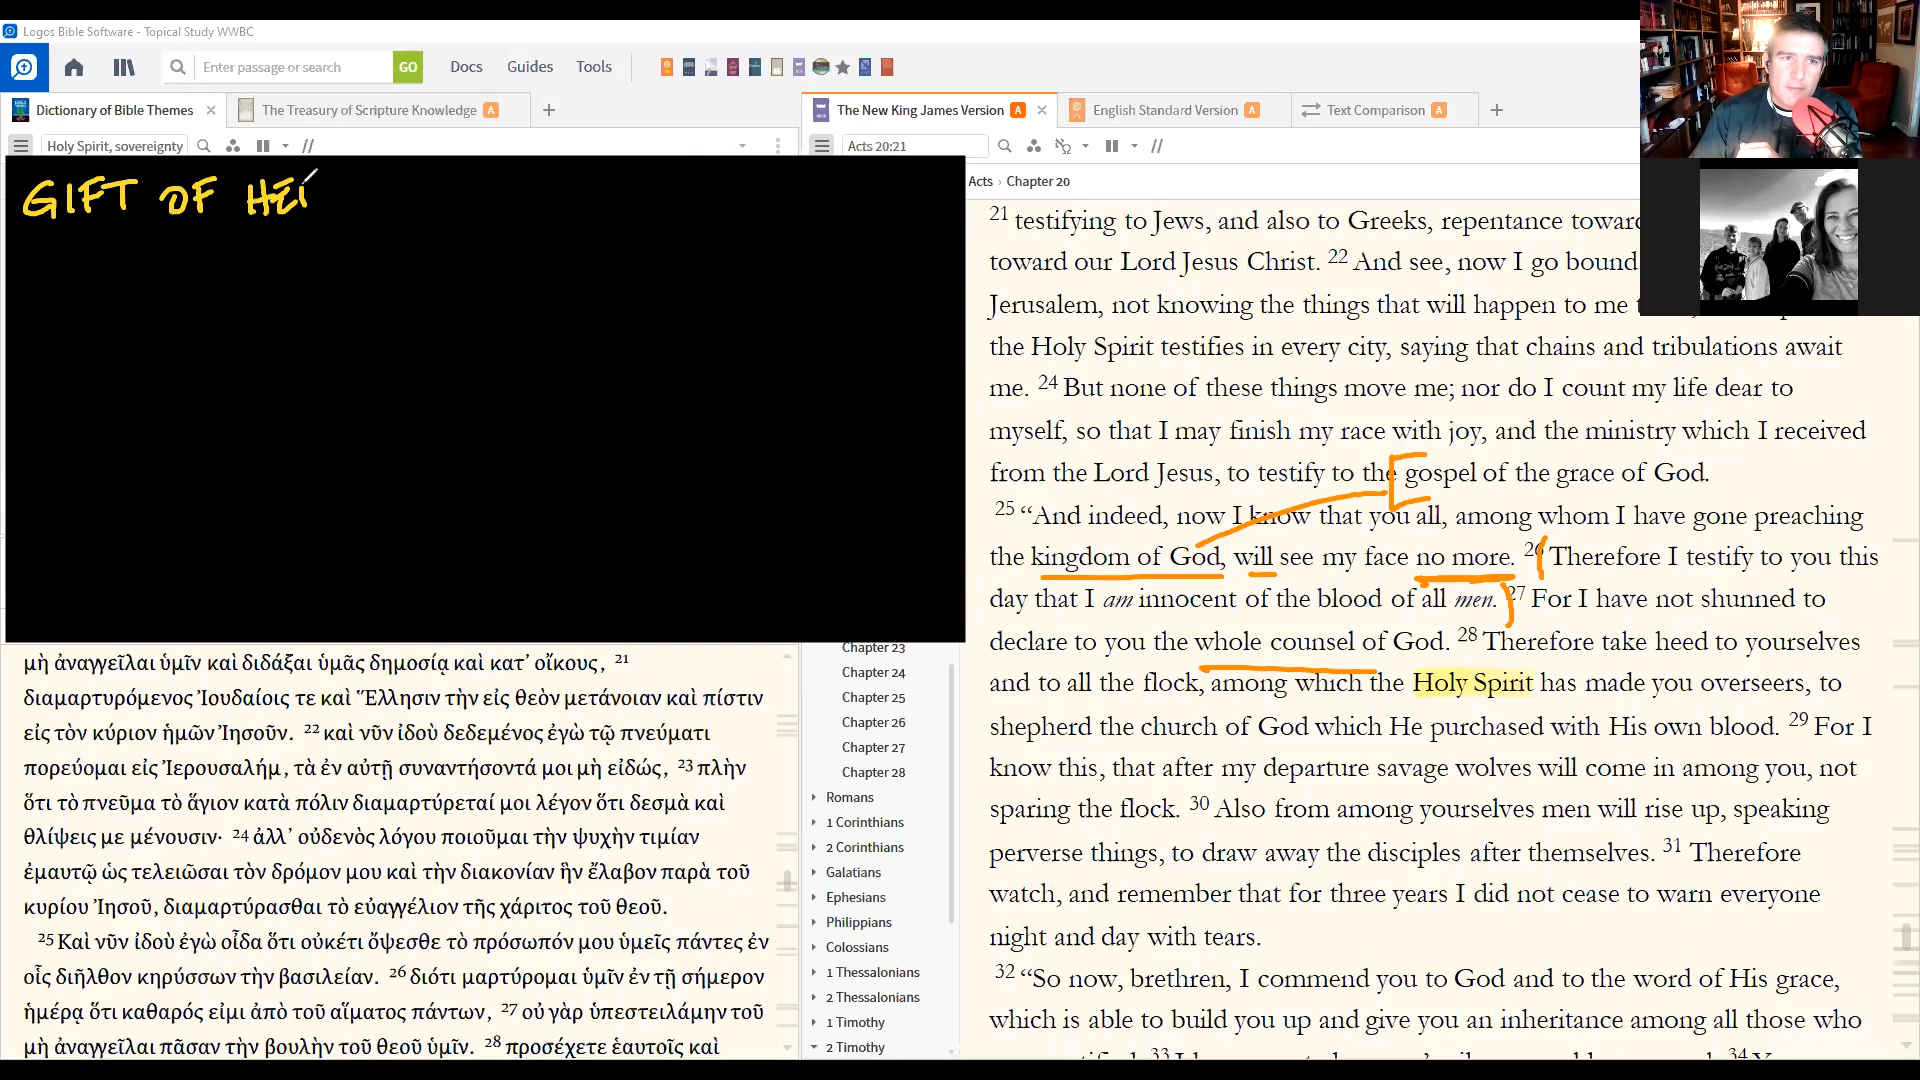 Logos Bible Software - Topical Study WWBC
Enter passage or search
GO
Docs
Guides
Tools
Dictionary of Bible Themes
The Treasury of Scripture Knowledge A
The New King James Version A
English Standard Version A
Text Comparison A
Holy Spirit, sovereignty
Acts 20:21
GIFT OF HEI
Acts › Chapter 20
21 testifying to Jews, and also to Greeks, repentance toward
toward our Lord Jesus Christ. 22 And see, now I go bound
Jerusalem, not knowing the things that will happen to me
the Holy Spirit testifies in every city, saying that chains and tribulations await
me. 24 But none of these things move me; nor do I count my life dear to
myself, so that I may finish my race with joy, and the ministry which I received
from the Lord Jesus, to testify to the gospel of the grace of God.
25 “And indeed, now I know that you all, among whom I have gone preaching
the kingdom of God, will see my face no more. 26 Therefore I testify to you this
day that I am innocent of the blood of all men. 27 For I have not shunned to
declare to you the whole counsel of God. 28 Therefore take heed to yourselves
and to all the flock, among which the Holy Spirit has made you overseers, to
shepherd the church of God which He purchased with His own blood. 29 For I
know this, that after my departure savage wolves will come in among you, not
sparing the flock. 30 Also from among yourselves men will rise up, speaking
perverse things, to draw away the disciples after themselves. 31 Therefore
watch, and remember that for three years I did not cease to warn everyone
night and day with tears.
32 “So now, brethren, I commend you to God and to the word of His grace,
which is able to build you up and give you an inheritance among all those who
μὴ ἀναγγεῖλαι ὑμῖν καὶ διδάξαι ὑμᾶς δημοσίᾳ καὶ κατʼ οἴκους, 21
διαμαρτυρόμενος Ἰουδαίοις τε καὶ Ἕλλησιν τὴν εἰς θεὸν μετάνοιαν καὶ πίστιν
εἰς τὸν κύριον ἡμῶν Ἰησοῦν. 22 καὶ νῦν ἰδοὺ δεδεμένος ἐγὼ τῷ πνεύματι
πορεύομαι εἰς Ἰερουσαλήμ, τὰ ἐν αὐτῇ συναντήσοντά μοι μὴ εἰδώς, 23 πλὴν
ὅτι τὸ πνεῦμα τὸ ἅγιον κατὰ πόλιν διαμαρτύρεταί μοι λέγον ὅτι δεσμὰ καὶ
θλίψεις με μένουσιν· 24 ἀλλʼ οὐδενὸς λόγου ποιοῦμαι τὴν ψυχὴν τιμίαν
ἐμαυτῷ ὡς τελειῶσαι τὸν δρόμον μου καὶ τὴν διακονίαν ἣν ἔλαβον παρὰ τοῦ
κυρίου Ἰησοῦ, διαμαρτύρασθαι τὸ εὐαγγέλιον τῆς χάριτος τοῦ θεοῦ.
25 Καὶ νῦν ἰδοὺ ἐγὼ οἶδα ὅτι οὐκέτι ὄψεσθε τὸ πρόσωπόν μου ὑμεῖς πάντες ἐν
οἷς διῆλθον κηρύσσων τὴν βασιλείαν. 26 διότι μαρτύρομαι ὑμῖν ἐν τῇ σήμερον
ἡμέρᾳ ὅτι καθαρός εἰμι ἀπὸ τοῦ αἵματος πάντων, 27 οὐ γὰρ ὑπεστειλάμην τοῦ
μὴ ἀναγγεῖλαι πᾶσαν τὴν βουλὴν τοῦ θεοῦ ὑμῖν. 28 προσέχετε ἑαυτοῖς καὶ
Chapter 23
Chapter 24
Chapter 25
Chapter 26
Chapter 27
Chapter 28
Romans
1 Corinthians
2 Corinthians
Galatians
Ephesians
Philippians
Colossians
1 Thessalonians
2 Thessalonians
1 Timothy
2 Timothy